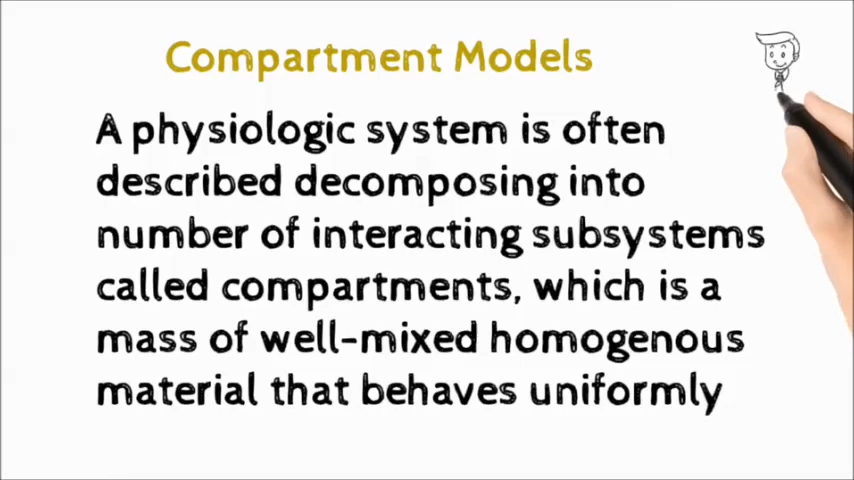 Compartment Models
A physiologic system is often
described decomposing into
number of interacting subsystems
called compartments, which is a
mass of well-mixed homogenous
material that behaves uniformly